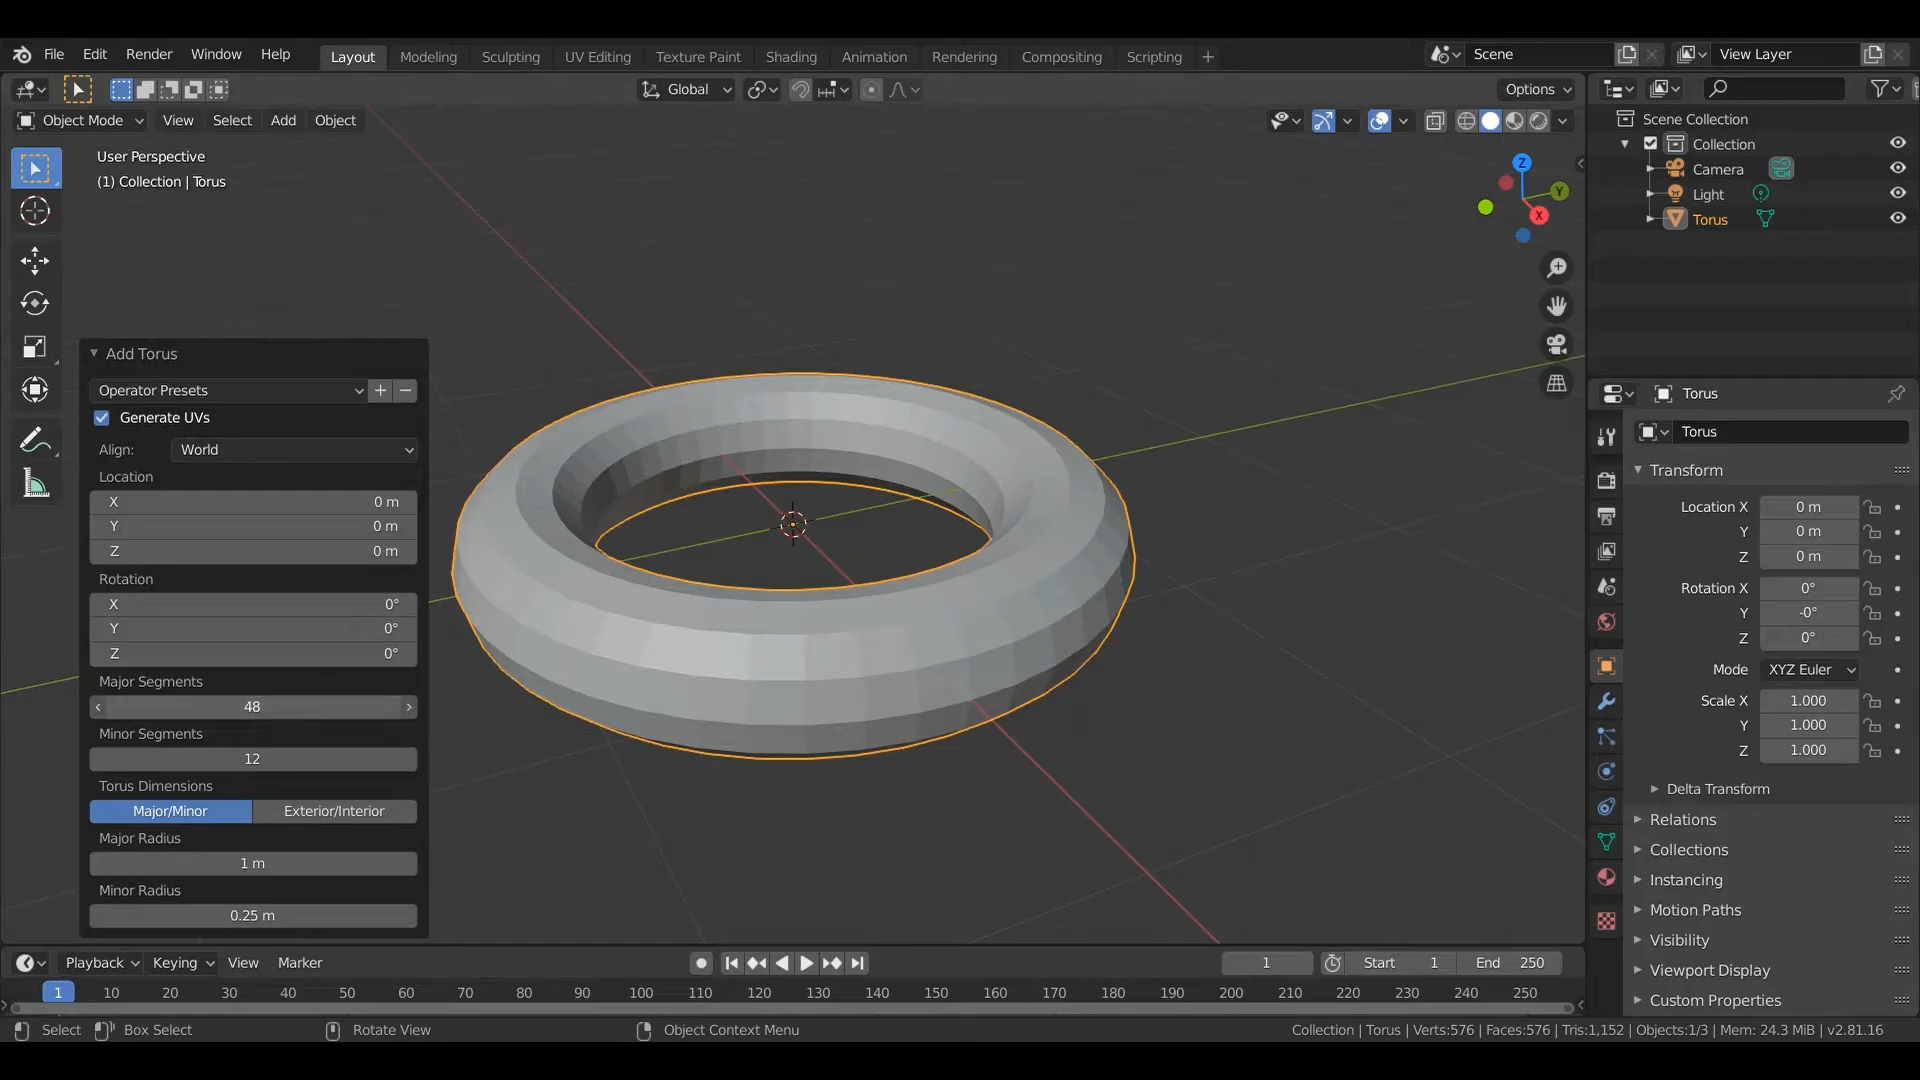 File Edit Render Window Help Layout Modeling Sculpting UV Editing Texture Paint Shading Animation Rendering Compositing Scripting + Scene View Layer
Global Options
Object Mode View Select Add Object
User Perspective
(1) Collection | Torus
Z
Y
X
Add Torus
Operator Presets
Generate UVs
Align: World
Location
X 0 m
Y 0 m
Z 0 m
Rotation
X 0°
Y 0°
Z 0°
Major Segments
48
Minor Segments
12
Torus Dimensions
Major/Minor Exterior/Interior
Major Radius
1 m
Minor Radius
0.25 m
Scene Collection
Collection
Camera
Light
Torus
Torus
Torus
Transform
Location X 0 m
Y 0 m
Z 0 m
Rotation X 0°
Y -0°
Z 0°
Mode XYZ Euler
Scale X 1.000
Y 1.000
Z 1.000
Delta Transform
Relations
Collections
Instancing
Motion Paths
Visibility
Viewport Display
Custom Properties
Playback Keying View Marker 1 Start 1 End 250
1 10 20 30 40 50 60 70 80 90 100 110 120 130 140 150 160 170 180 190 200 210 220 230 240 250
Select Box Select Rotate View Object Context Menu Collection | Torus | Verts:576 | Faces:576 | Tris:1,152 | Objects:1/3 | Mem: 24.3 MiB | v2.81.16